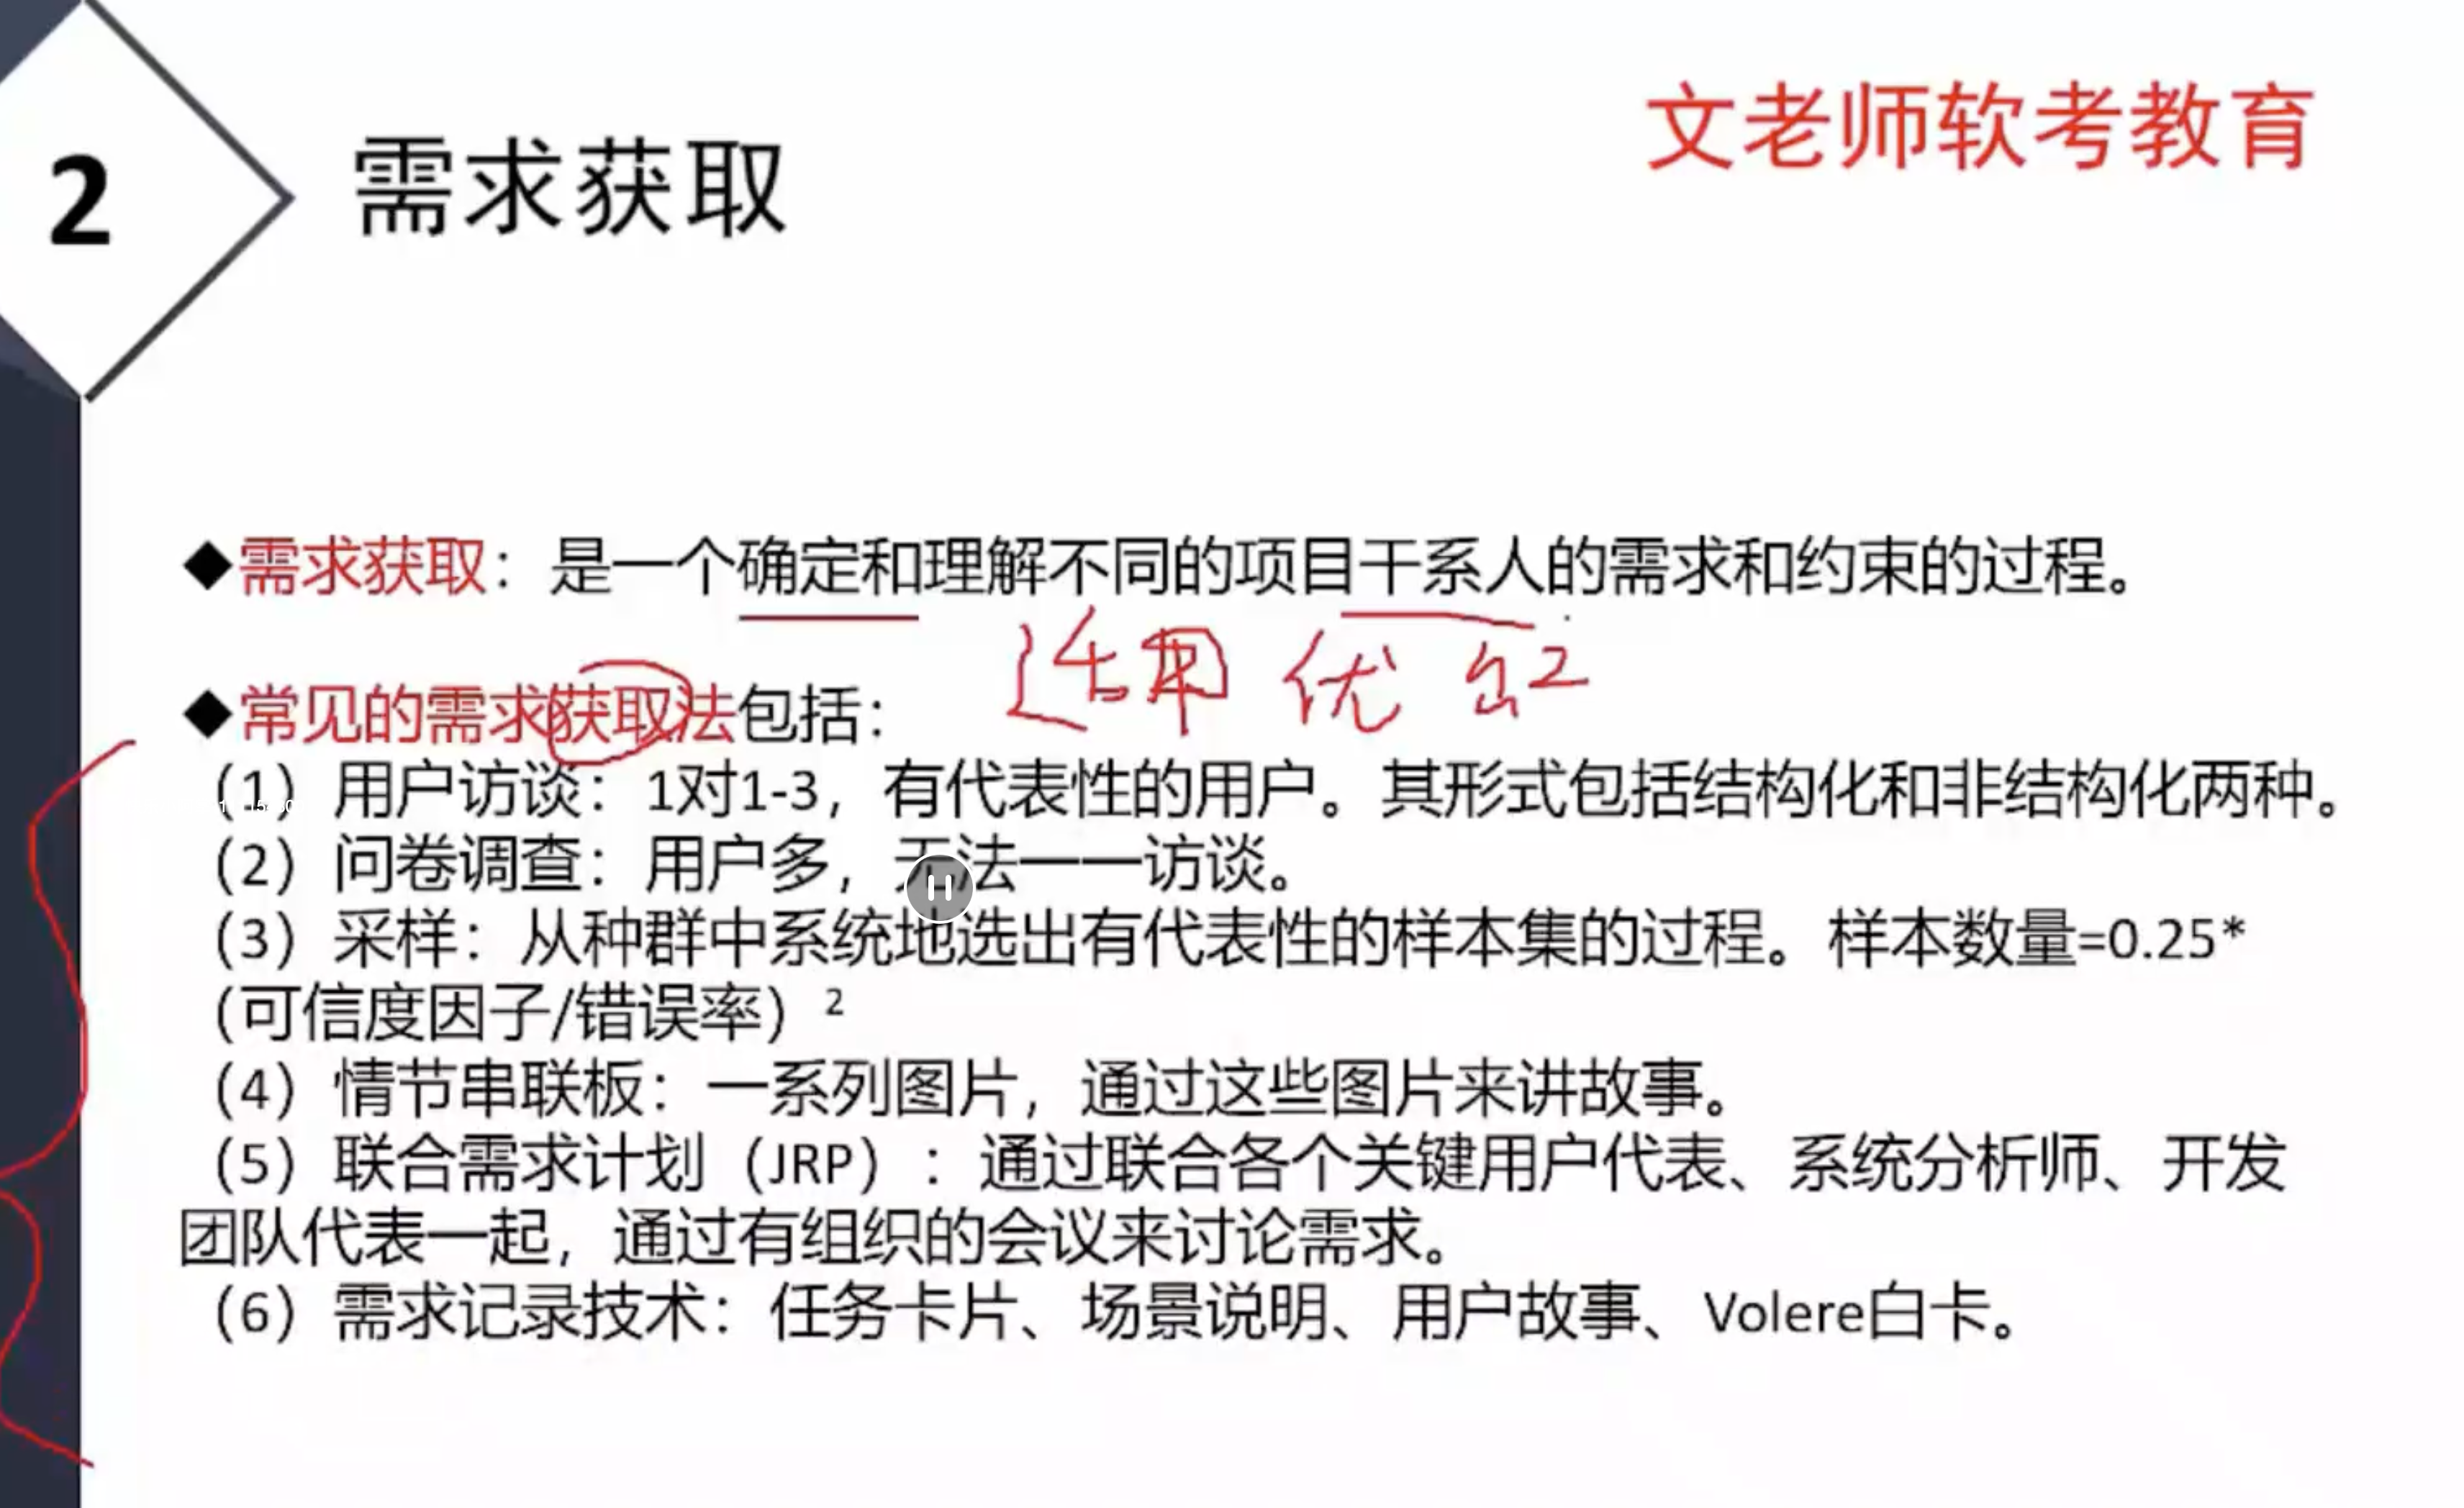 文老师软考教育
2
需求获取
◆需求获取：是一个确定和理解不同的项目干系人的需求和约束的过程。
适用 优 缺
◆常见的需求获取法包括：
（1）用户访谈：1对1-3，有代表性的用户。其形式包括结构化和非结构化两种。
（2）问卷调查：用户多，无法一一访谈。
（3）采样：从种群中系统地选出有代表性的样本集的过程。样本数量=0.25*
（可信度因子/错误率）²
（4）情节串联板：一系列图片，通过这些图片来讲故事。
（5）联合需求计划（JRP）：通过联合各个关键用户代表、系统分析师、开发
团队代表一起，通过有组织的会议来讨论需求。
（6）需求记录技术：任务卡片、场景说明、用户故事、Volere白卡。